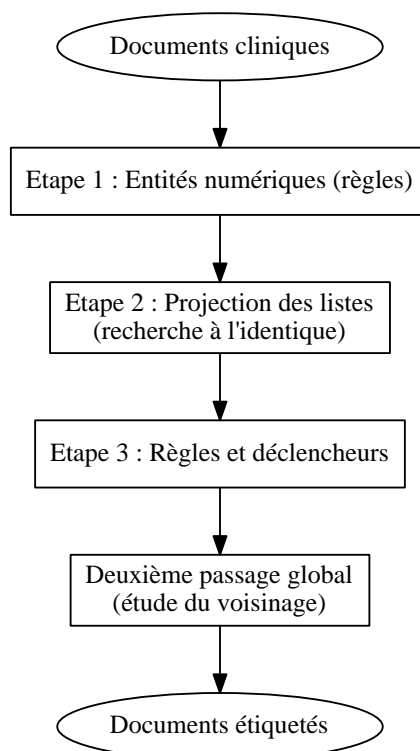 Documents cliniques
Etape 1 : Entités numériques (règles)
Etape 2 : Projection des listes
(recherche à l'identique)
Etape 3 : Règles et déclencheurs
Deuxième passage global
(étude du voisinage)
Documents étiquetés